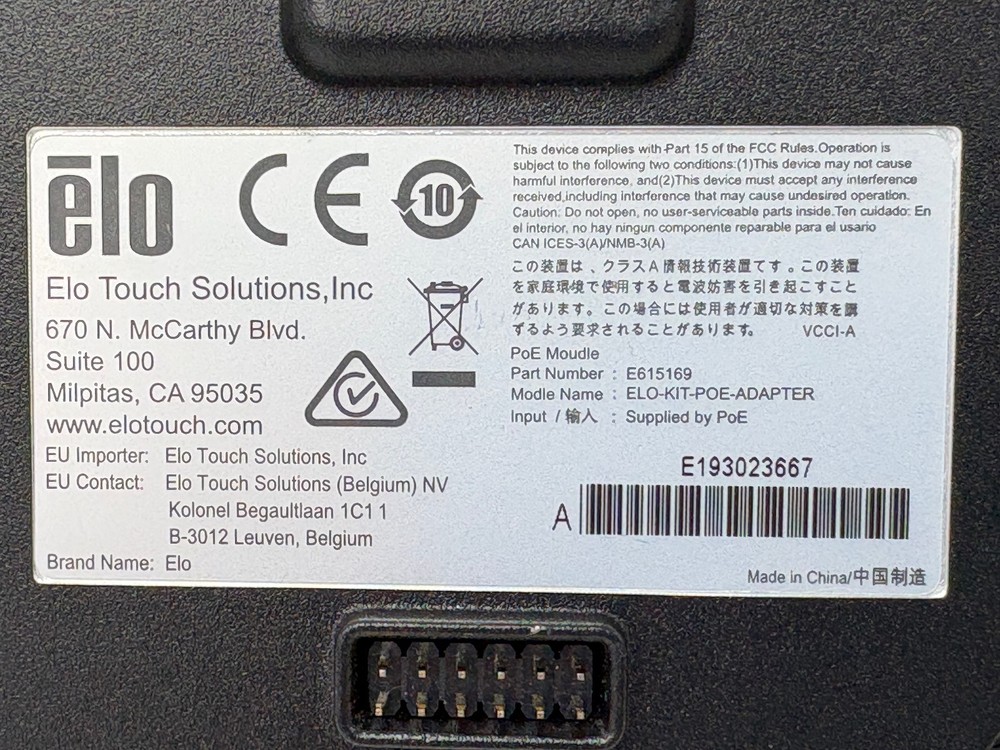 ēlo
CE
10
Elo Touch Solutions,Inc
670 N. McCarthy Blvd.
Suite 100
Milpitas, CA 95035
www.elotouch.com
EU Importer: Elo Touch Solutions, Inc
EU Contact: Elo Touch Solutions (Belgium) NV
Kolonel Begaultlaan 1C1 1
B-3012 Leuven, Belgium
Brand Name: Elo
This device complies with Part 15 of the FCC Rules.Operation is
subject to the following two conditions:(1)This device may not cause
harmful interference, and(2)This device must accept any interference
received,including Interference that may cause undesired operation.
Caution: Do not open, no user-serviceable parts inside.Ten cuidado: En
el interior, no hay ningun componente reparable para el usario
CAN ICES-3(A)/NMB-3(A)
この装置は、クラスA情報技術装置てす。この装置
を家庭環境で使用すると電波妨害を引き起こすこと
があります。この場合には使用者が適切な対策を講
ずるよう要求されることがあります。 VCCI-A
PoE Moudle
Part Number : E615169
Modle Name : ELO-KIT-POE-ADAPTER
Input / 输入 : Supplied by PoE
E193023667
A
Made in China/中国制造